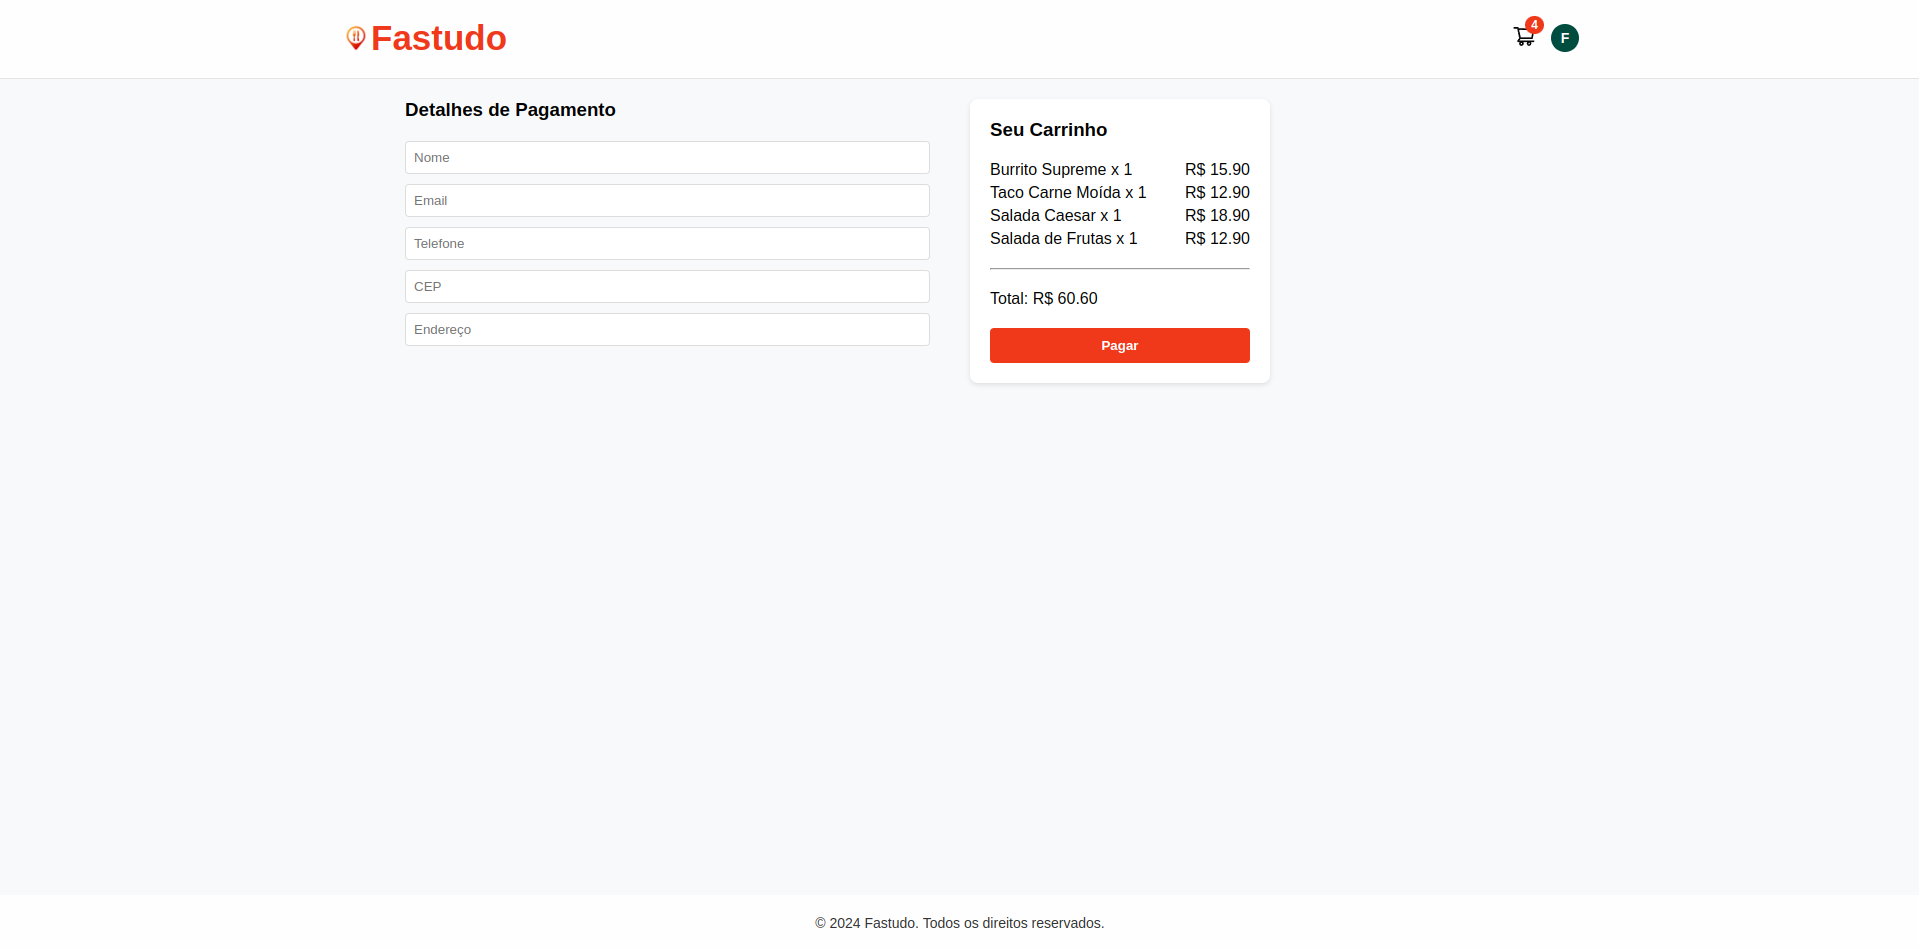 Fastudo
4
F
Detalhes de Pagamento
Nome
Email
Telefone
CEP
Endereço
Seu Carrinho
Burrito Supreme x 1 R$ 15.90
Taco Carne Moída x 1 R$ 12.90
Salada Caesar x 1 R$ 18.90
Salada de Frutas x 1 R$ 12.90
Total: R$ 60.60
Pagar
© 2024 Fastudo. Todos os direitos reservados.